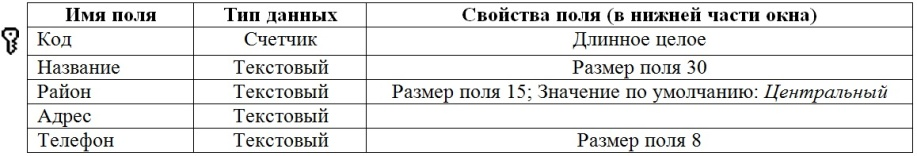 Имя поля Тип данных Свойства поля (в нижней части окна)
Код Счетчик Длинное целое
Название Текстовый Размер поля 30
Район Текстовый Размер поля 15; Значение по умолчанию: Центральный
Адрес Текстовый
Телефон Текстовый Размер поля 8